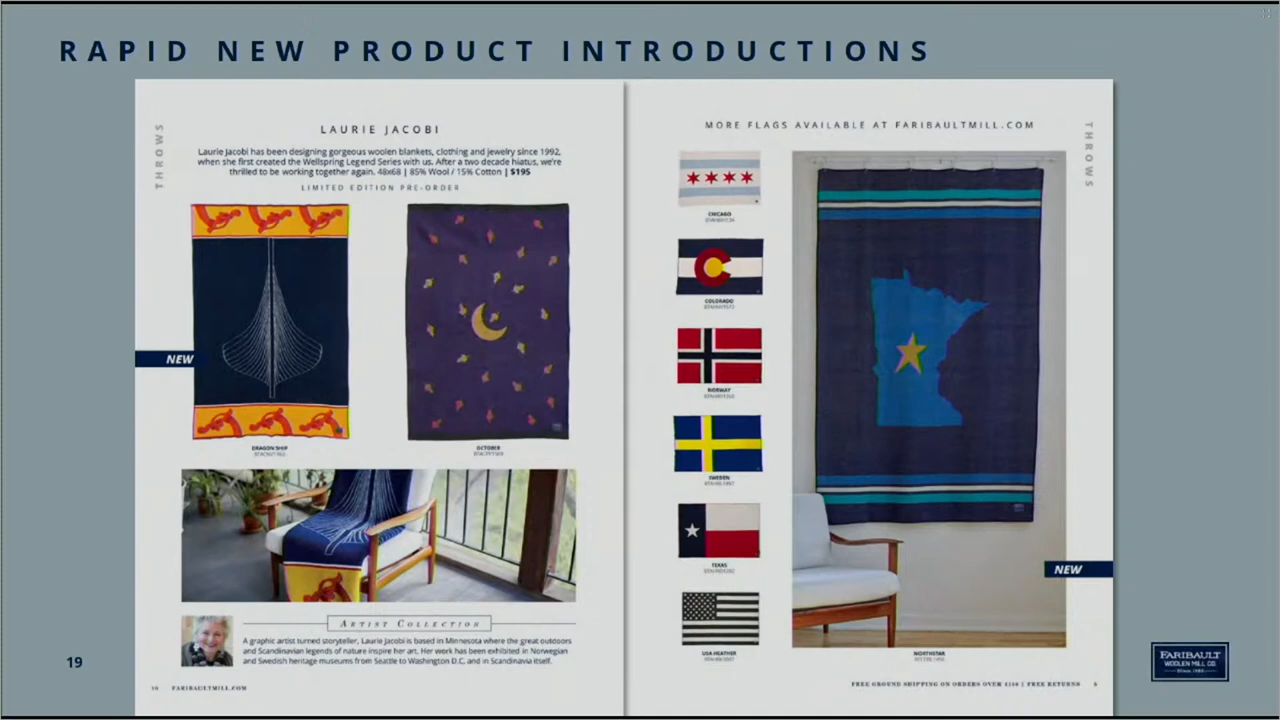 RAPID NEW PRODUCT INTRODUCTIONS
THROWS
LAURIE JACOBI
Laurie Jacobi has been designing gorgeous woolen blankets, clothing and jewelry since 1992,
when she first created the Wellspring Legend Series with us. After a two decade hiatus, we're
thrilled to be working together again. 48x68 | 85% Wool / 15% Cotton | $195
LIMITED EDITION PRE-ORDER
NEW
DRAGON SHIP
OCTOBER
ARTIST COLLECTION
A graphic artist turned storyteller, Laurie Jacobi is based in Minnesota where the great outdoors
and Scandinavian legends of nature inspire her art. Her work has been exhibited in Norwegian
and Swedish heritage museums from Seattle to Washington D.C. and in Scandinavia itself.
FARIBAULTMILL.COM
MORE FLAGS AVAILABLE AT FARIBAULTMILL.COM
THROWS
CHICAGO
COLORADO
NORWAY
SWEDEN
TEXAS
USA HEATHER
NEW
NORTHSTAR
FREE GROUND SHIPPING ON ORDERS OVER | FREE RETURNS
19
FARIBAULT
WOOLEN MILL CO.
Since 1865